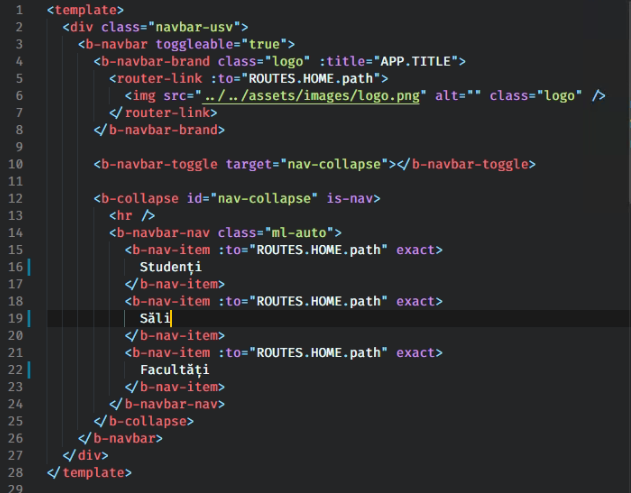 1 <template>
2   <div class="navbar-usv">
3     <b-navbar toggleable="true">
4       <b-navbar-brand class="logo" :title="APP.TITLE">
5         <router-link :to="ROUTES.HOME.path">
6           <img src="../../assets/images/logo.png" alt="" class="logo" />
7         </router-link>
8       </b-navbar-brand>
9
10       <b-navbar-toggle target="nav-collapse"></b-navbar-toggle>
11
12       <b-collapse id="nav-collapse" is-nav>
13         <hr />
14         <b-navbar-nav class="ml-auto">
15           <b-nav-item :to="ROUTES.HOME.path" exact>
16             Studenți
17           </b-nav-item>
18           <b-nav-item :to="ROUTES.HOME.path" exact>
19             Săli
20           </b-nav-item>
21           <b-nav-item :to="ROUTES.HOME.path" exact>
22             Facultăți
23           </b-nav-item>
24         </b-navbar-nav>
25       </b-collapse>
26     </b-navbar>
27   </div>
28 </template>
29